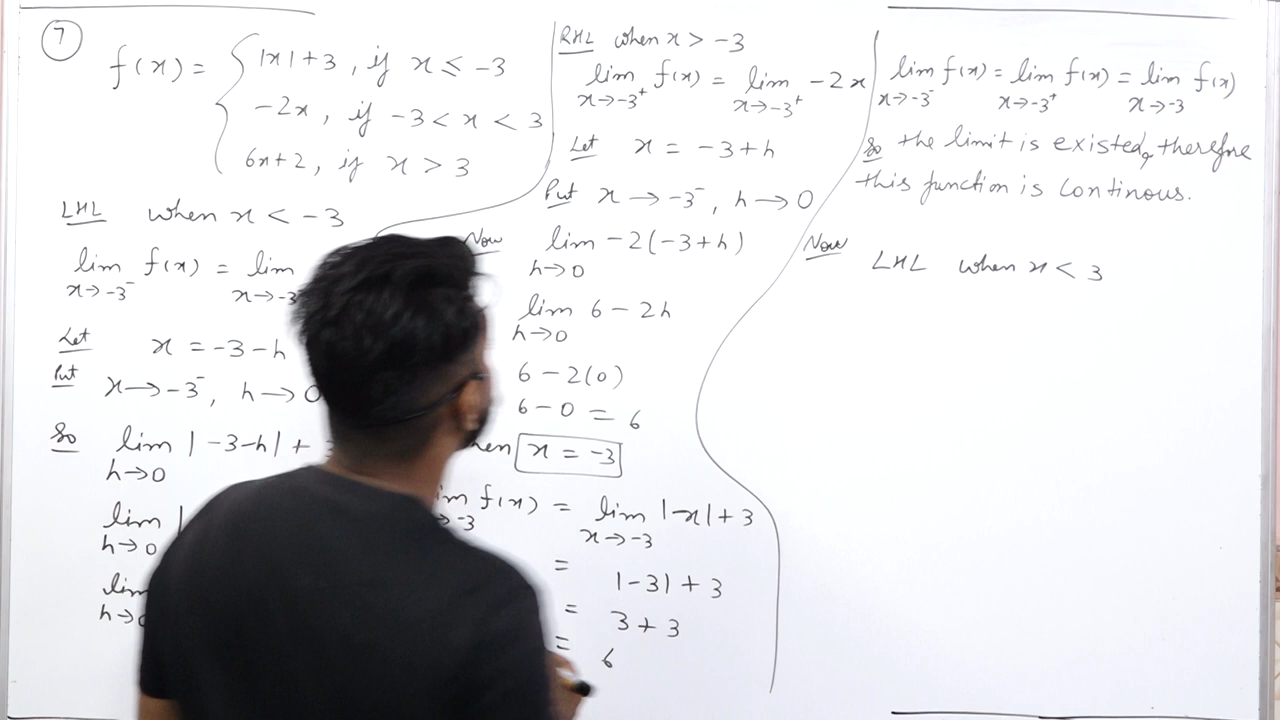 7
f(x) = { |x| + 3 , if x ≤ -3
-2x , if -3 < x < 3
6x + 2 , if x > 3
LHL when x < -3
lim f(x) = lim
x→-3⁻ x→-3
Let x = -3 - h
Put x → -3⁻ , h → 0
So lim | -3 - h | +
h→0
lim |
h→0
lim
h→0
RHL when x > -3
lim f(x) = lim -2x
x→-3⁺ x→-3⁺
Let x = -3 + h
Put x → -3⁻ , h → 0
Now lim -2(-3+h)
h→0
lim 6 - 2h
h→0
6 - 2(0)
6 - 0 = 6
x = -3
f(x) = lim |-x| + 3
→-3 x→-3
= |-3| + 3
= 3 + 3
= 6
lim f(x) = lim f(x) = lim f(x)
x→-3⁻ x→-3⁺ x→-3
So the limit is existed, therefore
this function is continous.
Now LHL when x < 3